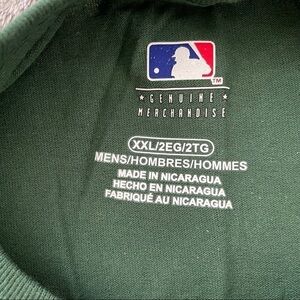 TM
★ GENUINE ★
MERCHANDISE
XXL/2EG/2TG
MENS/HOMBRES/HOMMES
MADE IN NICARAGUA
HECHO EN NICARAGUA
FABRIQUÉ AU NICARAGUA